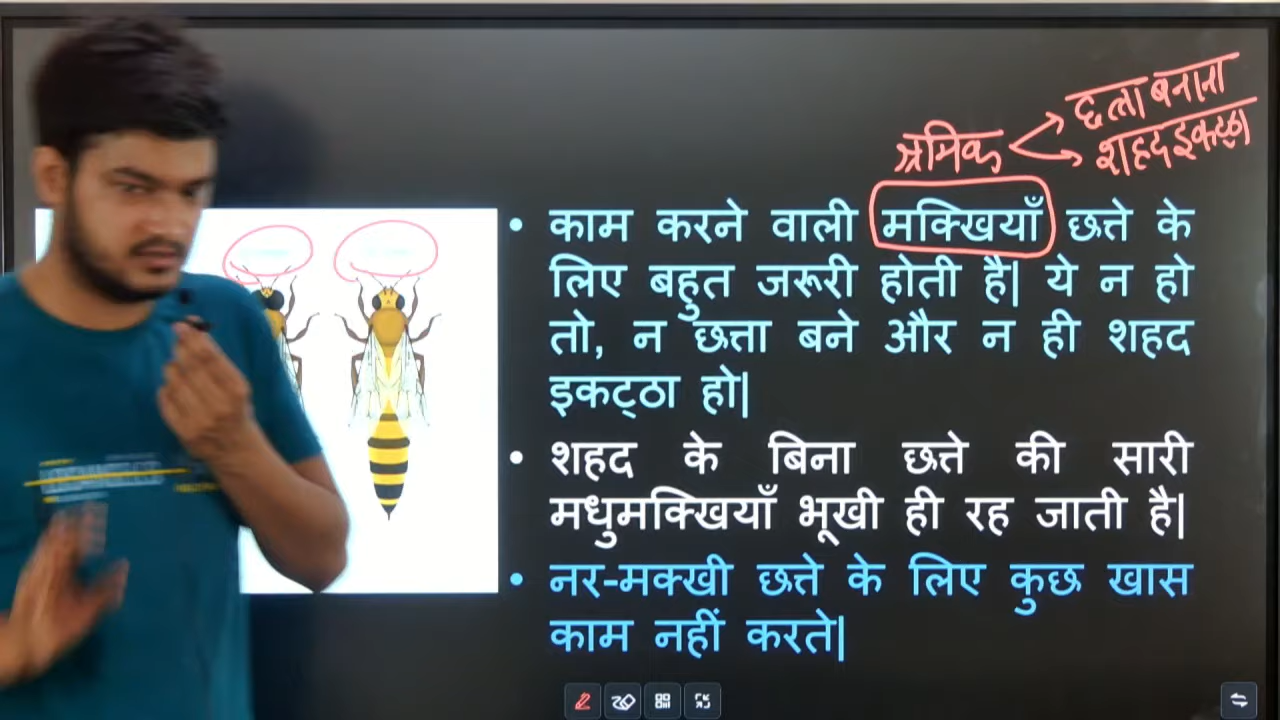 छत्ता बनाना
श्रमिक
शहद इकट्ठा
• काम करने वाली मक्खियाँ छत्ते के
लिए बहुत जरूरी होती है| ये न हो
तो, न छत्ता बने और न ही शहद
इकट्ठा हो|
• शहद के बिना छत्ते की सारी
मधुमक्खियाँ भूखी ही रह जाती है|
• नर-मक्खी छत्ते के लिए कुछ खास
काम नहीं करते|